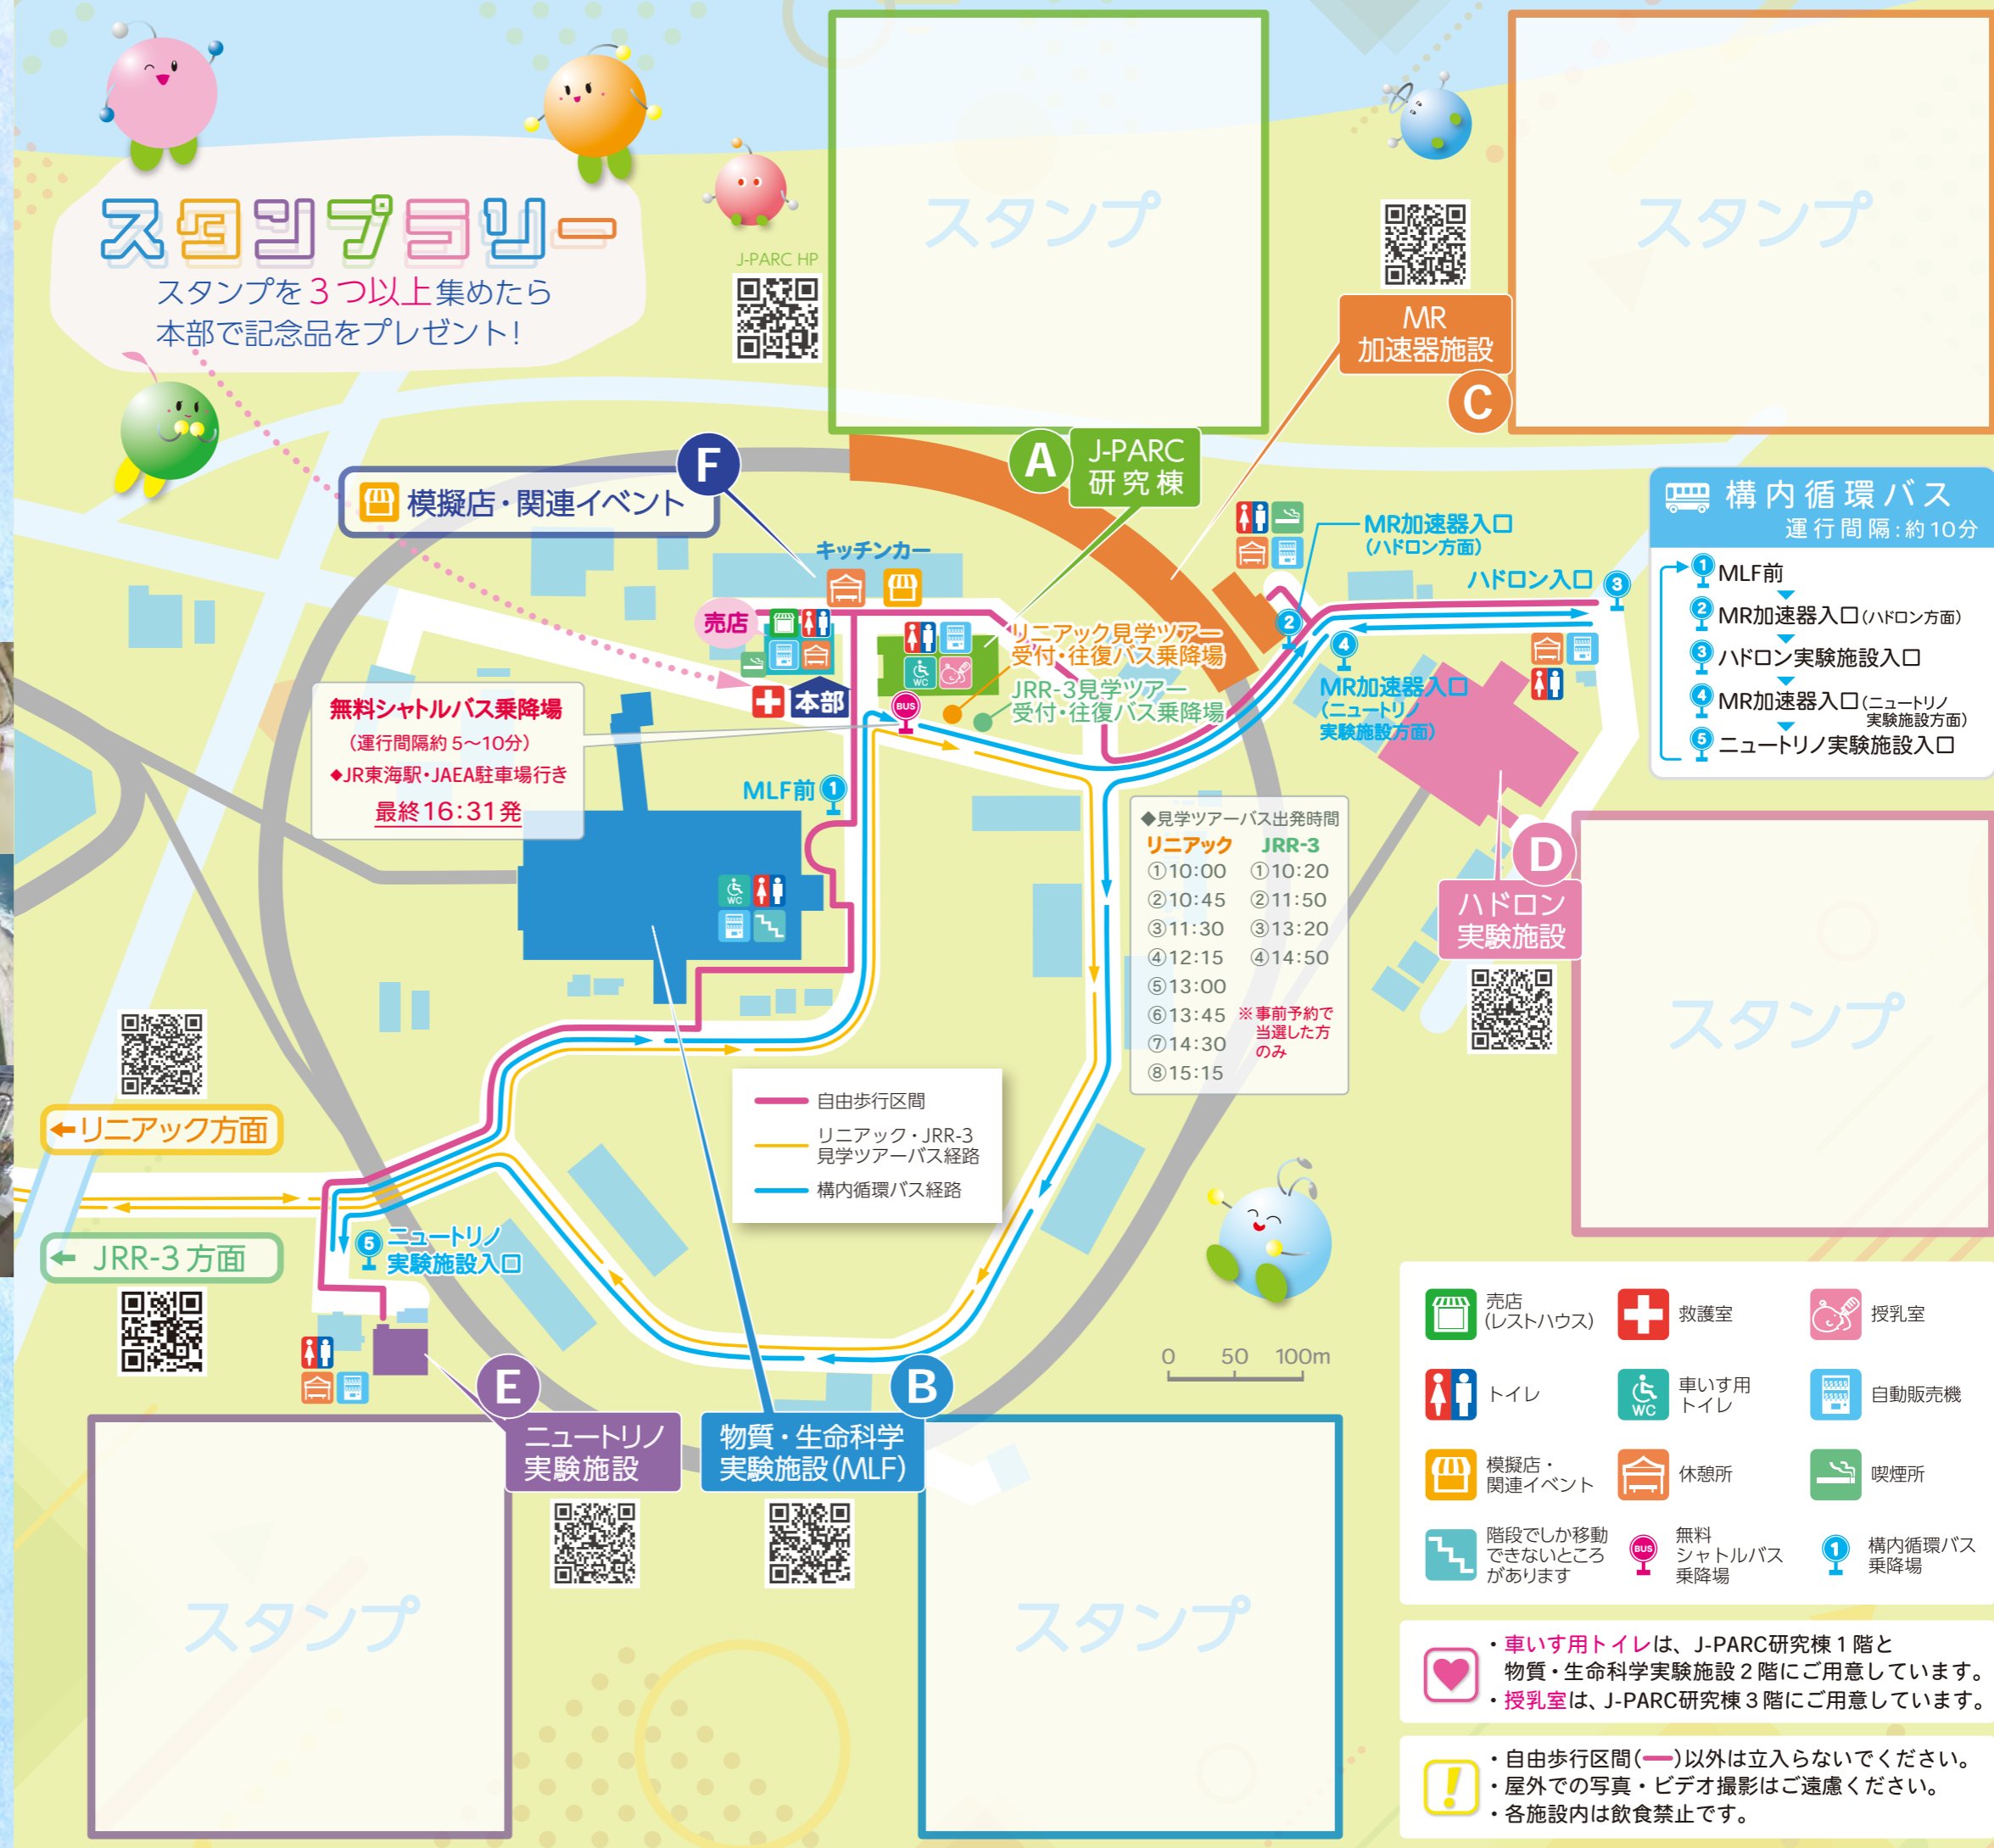 スタンプラリー
スタンプを3つ以上集めたら
本部で記念品をプレゼント!
J-PARC HP
スタンプ
スタンプ
MR
加速器施設
C
A
J-PARC
研究棟
F
模擬店・関連イベント
キッチンカー
売店
本部
BUS
WC
リニアック見学ツアー
受付・往復バス乗降場
JRR-3見学ツアー
受付・往復バス乗降場
MR加速器入口
(ハドロン方面)
2
ハドロン入口
3
4
MR加速器入口
(ニュートリノ
実験施設方面)
構内循環バス
運行間隔:約10分
1 MLF前
2 MR加速器入口(ハドロン方面)
3 ハドロン実験施設入口
4 MR加速器入口(ニュートリノ
実験施設方面)
5 ニュートリノ実験施設入口
無料シャトルバス乗降場
(運行間隔約5〜10分)
◆JR東海駅・JAEA駐車場行き
最終16:31発
MLF前
1
WC
◆見学ツアーバス出発時間
リニアック JRR-3
①10:00 ①10:20
②10:45 ②11:50
③11:30 ③13:20
④12:15 ④14:50
⑤13:00
⑥13:45 ※事前予約で
当選した方
⑦14:30 のみ
⑧15:15
D
ハドロン
実験施設
スタンプ
←リニアック方面
← JRR-3方面
自由歩行区間
リニアック・JRR-3
見学ツアーバス経路
構内循環バス経路
5
ニュートリノ
実験施設入口
0 50 100m
E
ニュートリノ
実験施設
B
物質・生命科学
実験施設(MLF)
スタンプ
スタンプ
売店
(レストハウス)
救護室
授乳室
トイレ
WC
車いす用
トイレ
自動販売機
模擬店・
関連イベント
休憩所
喫煙所
階段でしか移動
できないところ
があります
BUS
無料
シャトルバス
乗降場
1
構内循環バス
乗降場
・車いす用トイレは、J-PARC研究棟1階と
物質・生命科学実験施設2階にご用意しています。
・授乳室は、J-PARC研究棟3階にご用意しています。
!
・自由歩行区間(━)以外は立入らないでください。
・屋外での写真・ビデオ撮影はご遠慮ください。
・各施設内は飲食禁止です。